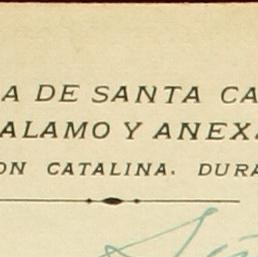 A DE SANTA CA
ALAMO Y ANEX
ON CATALINA. DURA